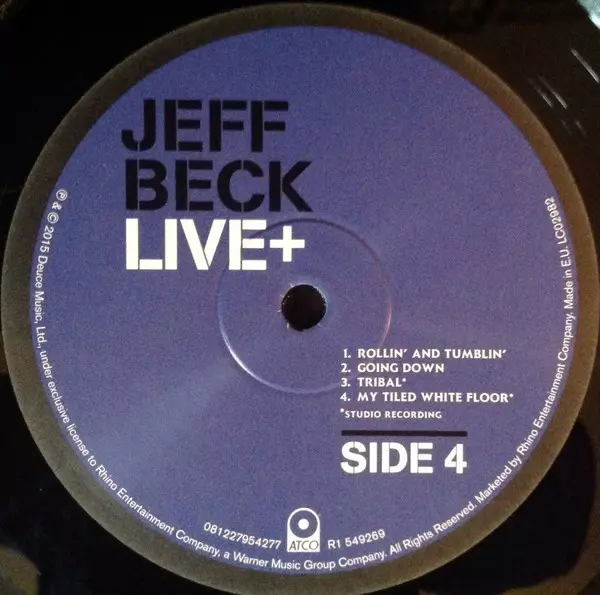 JEFF
BECK
LIVE+
1. ROLLIN' AND TUMBLIN'
2. GOING DOWN
3. TRIBAL*
4. MY TILED WHITE FLOOR*
*STUDIO RECORDING
SIDE 4
081227954277 ATCO R1 549269
℗ & © 2015 Deuce Music, Ltd., under exclusive license to Rhino Entertainment Company, a Warner Music Group Company. All Rights Reserved. Marketed by Rhino Entertainment Company. Made in E.U. LC02982